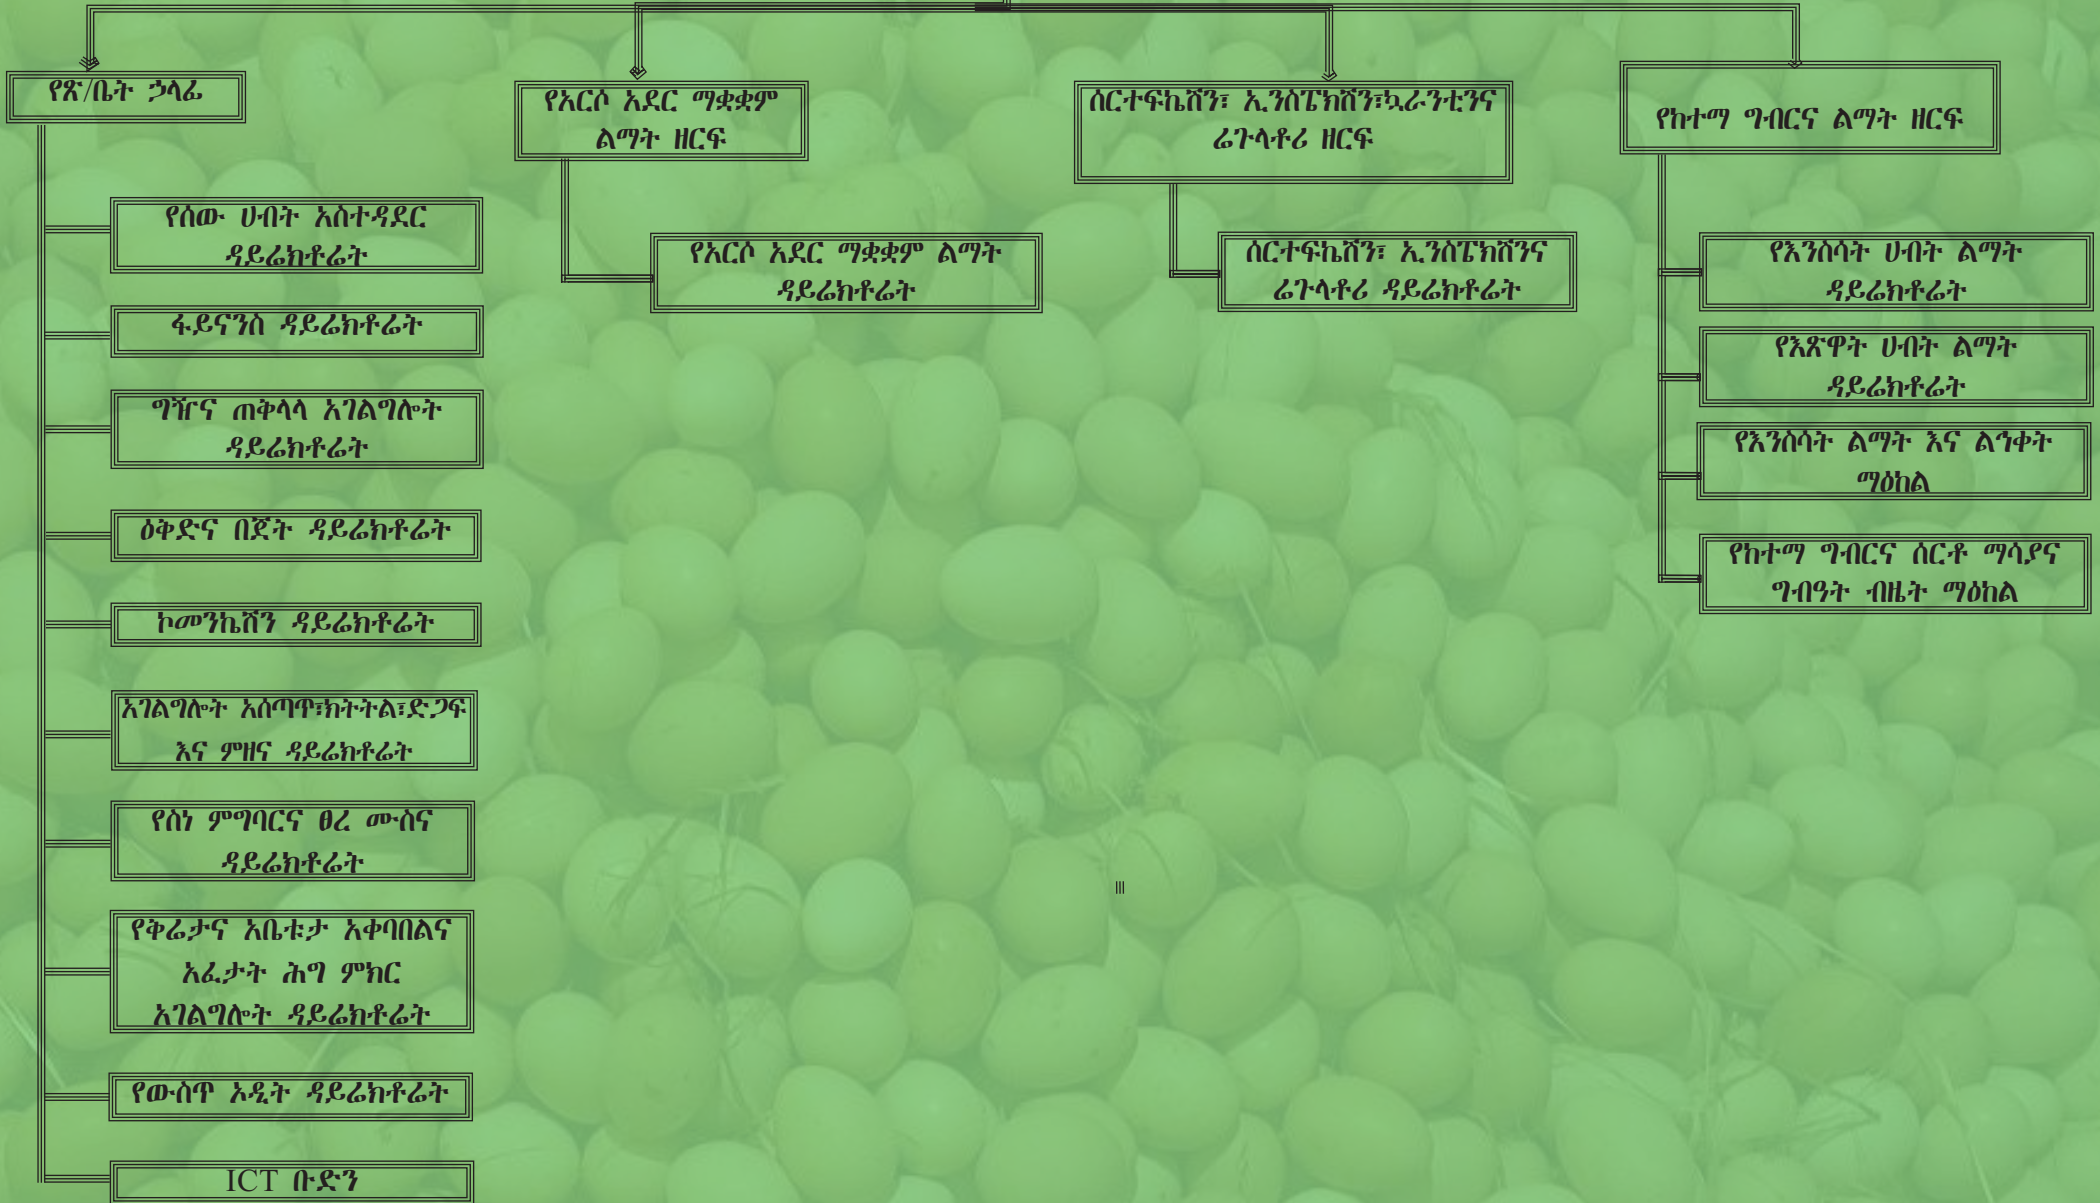 የጽ/ቤት ኃላፊ
የሰው ሀብት አስተዳደር
ዳይሬክቶሬት
ፋይናንስ ዳይሬክቶሬት
ግዥና ጠቅላላ አገልግሎት
ዳይሬክቶሬት
ዕቅድና በጀት ዳይሬክቶሬት
ኮመንኬሽን ዳይሬክቶሬት
አገልግሎት አሰጣጥ፣ክትትል፣ድጋፍ
እና ምዘና ዳይሬክቶሬት
የስነ ምግባርና ፀረ ሙስና
ዳይሬክቶሬት
የቅሬታና አቤቱታ አቀባበልና
አፈታት ሕግ ምክር
አገልግሎት ዳይሬክቶሬት
የውስጥ ኦዲት ዳይሬክቶሬት
ICT ቡድን
የአርሶ አደር ማቋቋም
ልማት ዘርፍ
የአርሶ አደር ማቋቋም ልማት
ዳይሬክቶሬት
ሰርተፍኬሽን፣ ኢንስፔክሽን፣ኳራንቲንና
ሬጉላቶሪ ዘርፍ
ሰርተፍኬሽን፣ ኢንስፔክሽንና
ሬጉላቶሪ ዳይሬክቶሬት
የከተማ ግብርና ልማት ዘርፍ
የእንስሳት ሀብት ልማት
ዳይሬክቶሬት
የእጽዋት ሀብት ልማት
ዳይሬክቶሬት
የእንስሳት ልማት እና ልኅቀት
ማዕከል
የከተማ ግብርና ሰርቶ ማሳያና
ግብዓት ብዜት ማዕከል